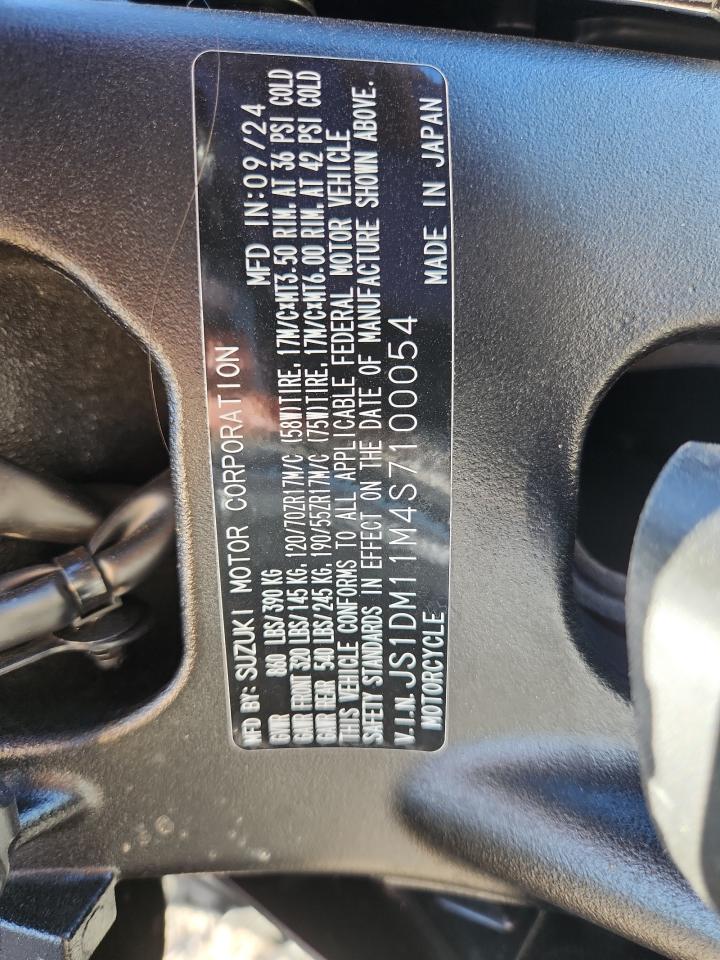 MFD BY: SUZUKI MOTOR CORPORATION MFD IN:09/24
GVWR 860 LBS/390 KG
GAWR FRONT 320 LBS/145 KG, 120/70ZR17M/C (58W)TIRE, 17M/C×MT3.50 RIM. AT 36 PSI COLD
GAWR REAR 540 LBS/245 KG, 190/55ZR17M/C (75W)TIRE, 17M/C×MT6.00 RIM. AT 42 PSI COLD
THIS VEHICLE CONFORMS TO ALL APPLICABLE FEDERAL MOTOR VEHICLE
SAFETY STANDARDS IN EFFECT ON THE DATE OF MANUFACTURE SHOWN ABOVE.
V.I.N. JS1DM11M4S7100054
MOTORCYCLE MADE IN JAPAN